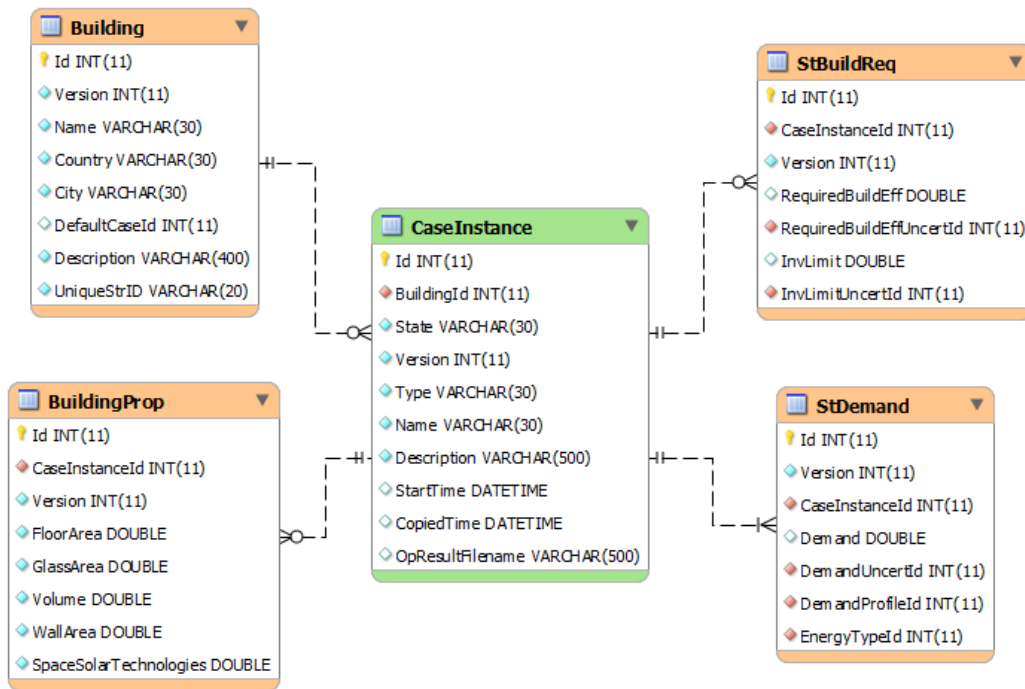 Building
Id INT(11)
Version INT(11)
Name VARCHAR(30)
Country VARCHAR(30)
City VARCHAR(30)
DefaultCaseId INT(11)
Description VARCHAR(400)
UniqueStrID VARCHAR(20)
BuildingProp
Id INT(11)
CaseInstanceId INT(11)
Version INT(11)
FloorArea DOUBLE
GlassArea DOUBLE
Volume DOUBLE
WallArea DOUBLE
SpaceSolarTechnologies DOUBLE
CaseInstance
Id INT(11)
BuildingId INT(11)
State VARCHAR(30)
Version INT(11)
Type VARCHAR(30)
Name VARCHAR(30)
Description VARCHAR(500)
StartTime DATETIME
CopiedTime DATETIME
OpResultFilename VARCHAR(500)
StBuildReq
Id INT(11)
CaseInstanceId INT(11)
Version INT(11)
RequiredBuildEff DOUBLE
RequiredBuildEffUncertId INT(11)
InvLimit DOUBLE
InvLimitUncertId INT(11)
StDemand
Id INT(11)
Version INT(11)
CaseInstanceId INT(11)
Demand DOUBLE
DemandUncertId INT(11)
DemandProfileId INT(11)
EnergyTypeId INT(11)